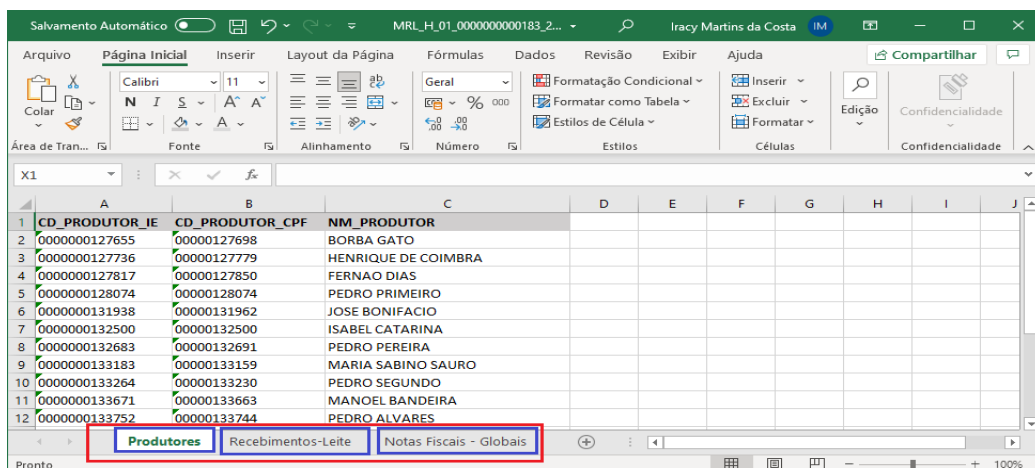 Salvamento Automático MRL_H_01_0000000000183_2... Iracy Martins da Costa IM
Arquivo Página Inicial Inserir Layout da Página Fórmulas Dados Revisão Exibir Ajuda Compartilhar
Calibri 11 Geral Formatação Condicional Inserir
N I S A A % 000 Formatar como Tabela Excluir
Colar Edição Confidencialidade
A Estilos de Célula Formatar
Área de Tran... Fonte Alinhamento Número Estilos Células Confidencialidade
X1 fx
A B C D E F G H I J
1 CD_PRODUTOR_IE CD_PRODUTOR_CPF NM_PRODUTOR
2 0000000127655 00000127698 BORBA GATO
3 0000000127736 00000127779 HENRIQUE DE COIMBRA
4 0000000127817 00000127850 FERNAO DIAS
5 0000000128074 00000128074 PEDRO PRIMEIRO
6 0000000131938 00000131962 JOSE BONIFACIO
7 0000000132500 00000132500 ISABEL CATARINA
8 0000000132683 00000132691 PEDRO PEREIRA
9 0000000133183 00000133159 MARIA SABINO SAURO
10 0000000133264 00000133230 PEDRO SEGUNDO
11 0000000133671 00000133663 MANOEL BANDEIRA
12 0000000133752 00000133744 PEDRO ALVARES
Produtores Recebimentos-Leite Notas Fiscais - Globais
Pronto 100%